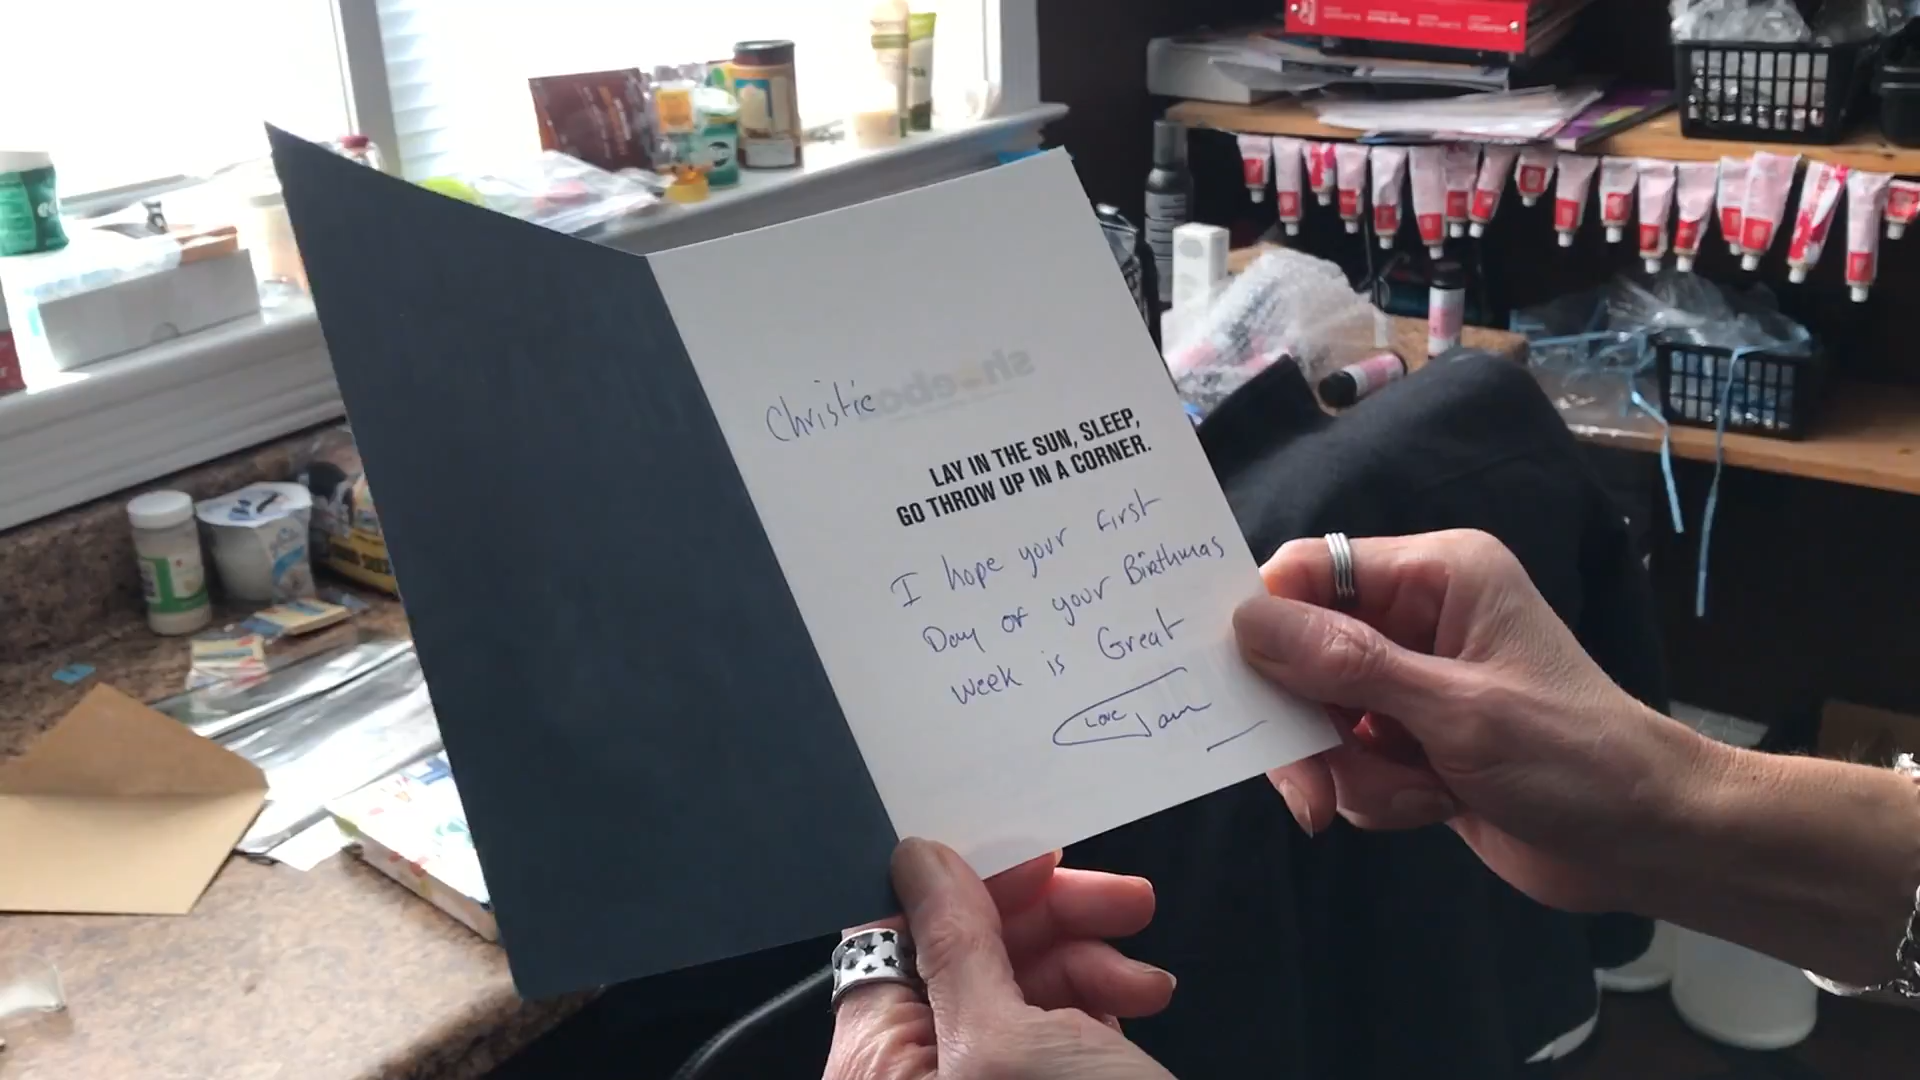 Christie
LAY IN THE SUN, SLEEP,
GO THROW UP IN A CORNER.
I hope your First
Day of your Birthmas
week is Great
Love